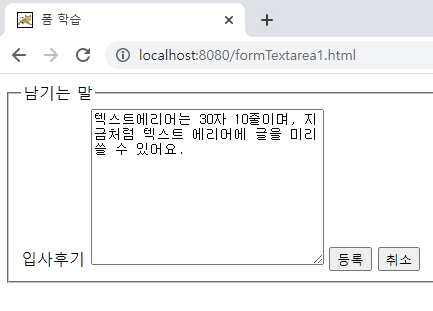 폼 학습
localhost:8080/formTextarea1.html
남기는 말
텍스트에리어는 30자 10줄이며, 지
금처럼 텍스트 에리어에 글을 미리
쓸 수 있어요.
입사후기 등록 취소